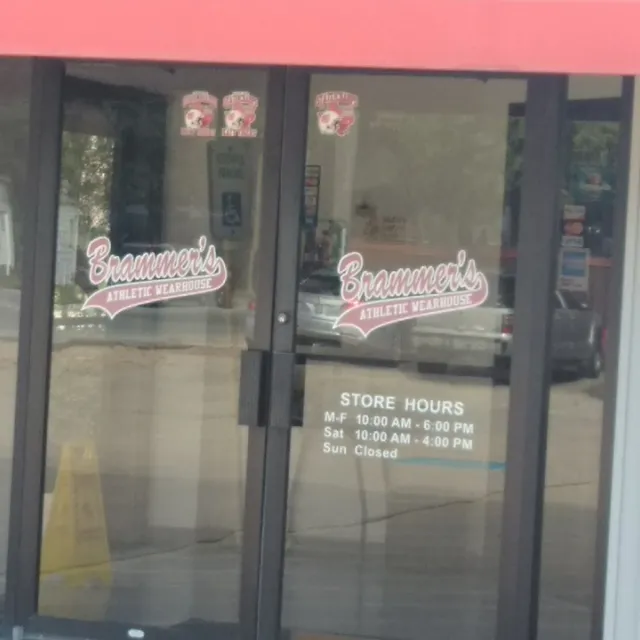 Brammer's
ATHLETIC WEARHOUSE
Brammer's
ATHLETIC WEARHOUSE
STORE HOURS
M-F 10:00 AM - 6:00 PM
Sat 10:00 AM - 4:00 PM
Sun Closed